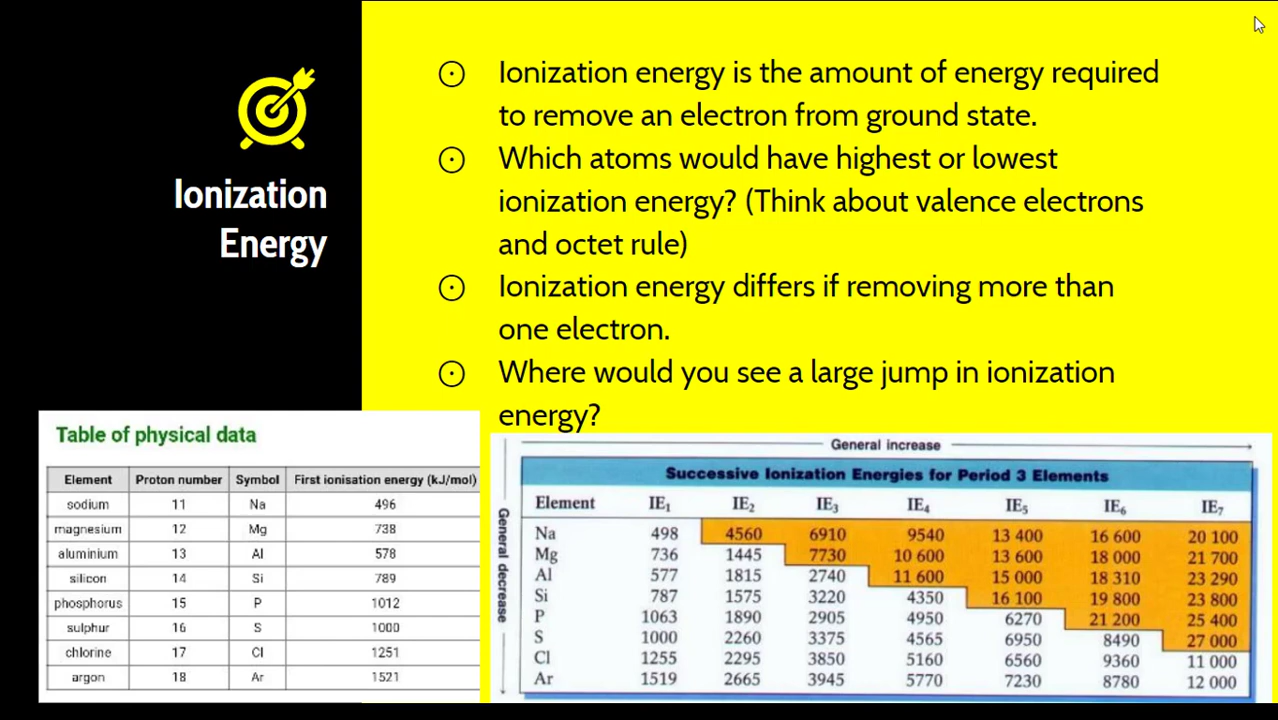 Ionization
Energy
Ionization energy is the amount of energy required
to remove an electron from ground state.
Which atoms would have highest or lowest
ionization energy? (Think about valence electrons
and octet rule)
Ionization energy differs if removing more than
one electron.
Where would you see a large jump in ionization
energy?
Table of physical data
Element Proton number Symbol First ionisation energy (kJ/mol)
sodium 11 Na 496
magnesium 12 Mg 738
aluminium 13 Al 578
silicon 14 Si 789
phosphorus 15 P 1012
sulphur 16 S 1000
chlorine 17 Cl 1251
argon 18 Ar 1521
General increase
General decrease
Successive Ionization Energies for Period 3 Elements
Element IE1 IE2 IE3 IE4 IE5 IE6 IE7
Na 498 4560 6910 9540 13 400 16 600 20 100
Mg 736 1445 7730 10 600 13 600 18 000 21 700
Al 577 1815 2740 11 600 15 000 18 310 23 290
Si 787 1575 3220 4350 16 100 19 800 23 800
P 1063 1890 2905 4950 6270 21 200 25 400
S 1000 2260 3375 4565 6950 8490 27 000
Cl 1255 2295 3850 5160 6560 9360 11 000
Ar 1519 2665 3945 5770 7230 8780 12 000